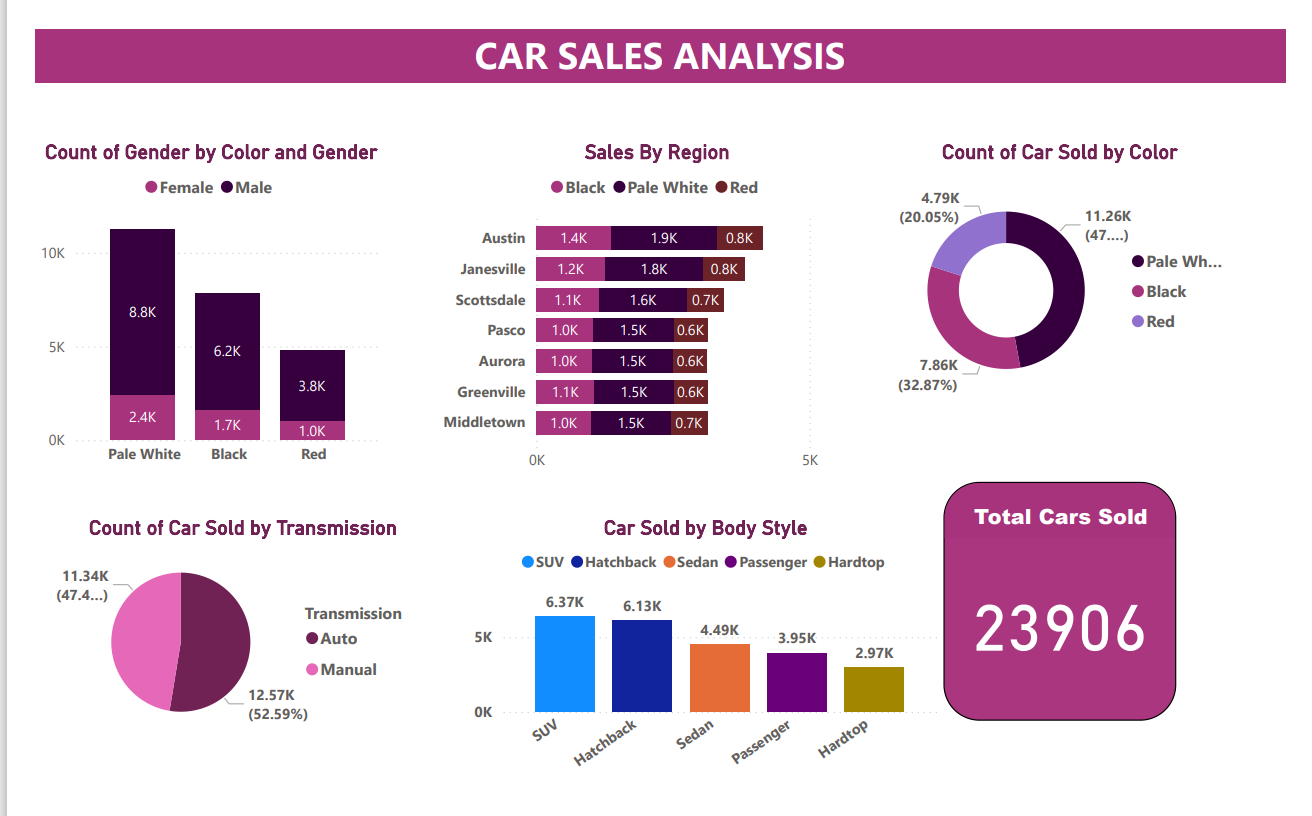 CAR SALES ANALYSIS
Count of Gender by Color and Gender
Female Male
10K
5K
0K
8.8K
2.4K
6.2K
1.7K
3.8K
1.0K
Pale White Black Red
Sales By Region
Black Pale White Red
Austin 1.4K 1.9K 0.8K
Janesville 1.2K 1.8K 0.8K
Scottsdale 1.1K 1.6K 0.7K
Pasco 1.0K 1.5K 0.6K
Aurora 1.0K 1.5K 0.6K
Greenville 1.1K 1.5K 0.6K
Middletown 1.0K 1.5K 0.7K
0K 5K
Count of Car Sold by Color
4.79K
(20.05%)
11.26K
(47....)
7.86K
(32.87%)
Pale Wh...
Black
Red
Count of Car Sold by Transmission
11.34K
(47.4...)
12.57K
(52.59%)
Transmission
Auto
Manual
Car Sold by Body Style
SUV Hatchback Sedan Passenger Hardtop
5K
0K
6.37K
6.13K
4.49K
3.95K
2.97K
SUV
Hatchback
Sedan
Passenger
Hardtop
Total Cars Sold
23906